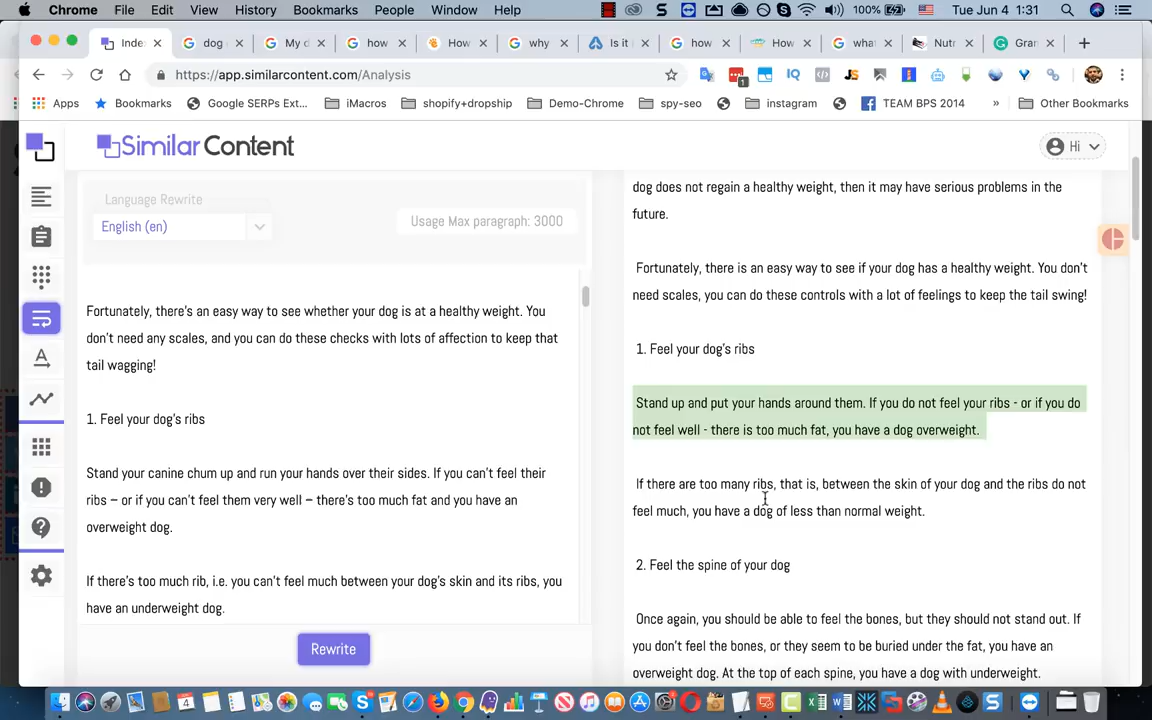 Chrome File Edit View History Bookmarks People Window Help 100% Tue Jun 4 1:31
Index dog My d how How why Is it how How what Nutr Gran
https://app.similarcontent.com/Analysis
Apps Bookmarks Google SERPs Ext... iMacros shopify+dropship Demo-Chrome spy-seo instagram TEAM BPS 2014 » Other Bookmarks
Similar Content
Hi
Language Rewrite
English (en)
Usage Max paragraph: 3000
Fortunately, there's an easy way to see whether your dog is at a healthy weight. You
don't need any scales, and you can do these checks with lots of affection to keep that
tail wagging!
1. Feel your dog's ribs
Stand your canine chum up and run your hands over their sides. If you can't feel their
ribs – or if you can't feel them very well – there's too much fat and you have an
overweight dog.
If there's too much rib, i.e. you can't feel much between your dog's skin and its ribs, you
have an underweight dog.
Rewrite
dog does not regain a healthy weight, then it may have serious problems in the
future.
Fortunately, there is an easy way to see if your dog has a healthy weight. You don't
need scales, you can do these controls with a lot of feelings to keep the tail swing!
1. Feel your dog's ribs
Stand up and put your hands around them. If you do not feel your ribs - or if you do
not feel well - there is too much fat, you have a dog overweight.
If there are too many ribs, that is, between the skin of your dog and the ribs do not
feel much, you have a dog of less than normal weight.
2. Feel the spine of your dog
Once again, you should be able to feel the bones, but they should not stand out. If
you don't feel the bones, or they seem to be buried under the fat, you have an
overweight dog. At the top of each spine, you have a dog with underweight.